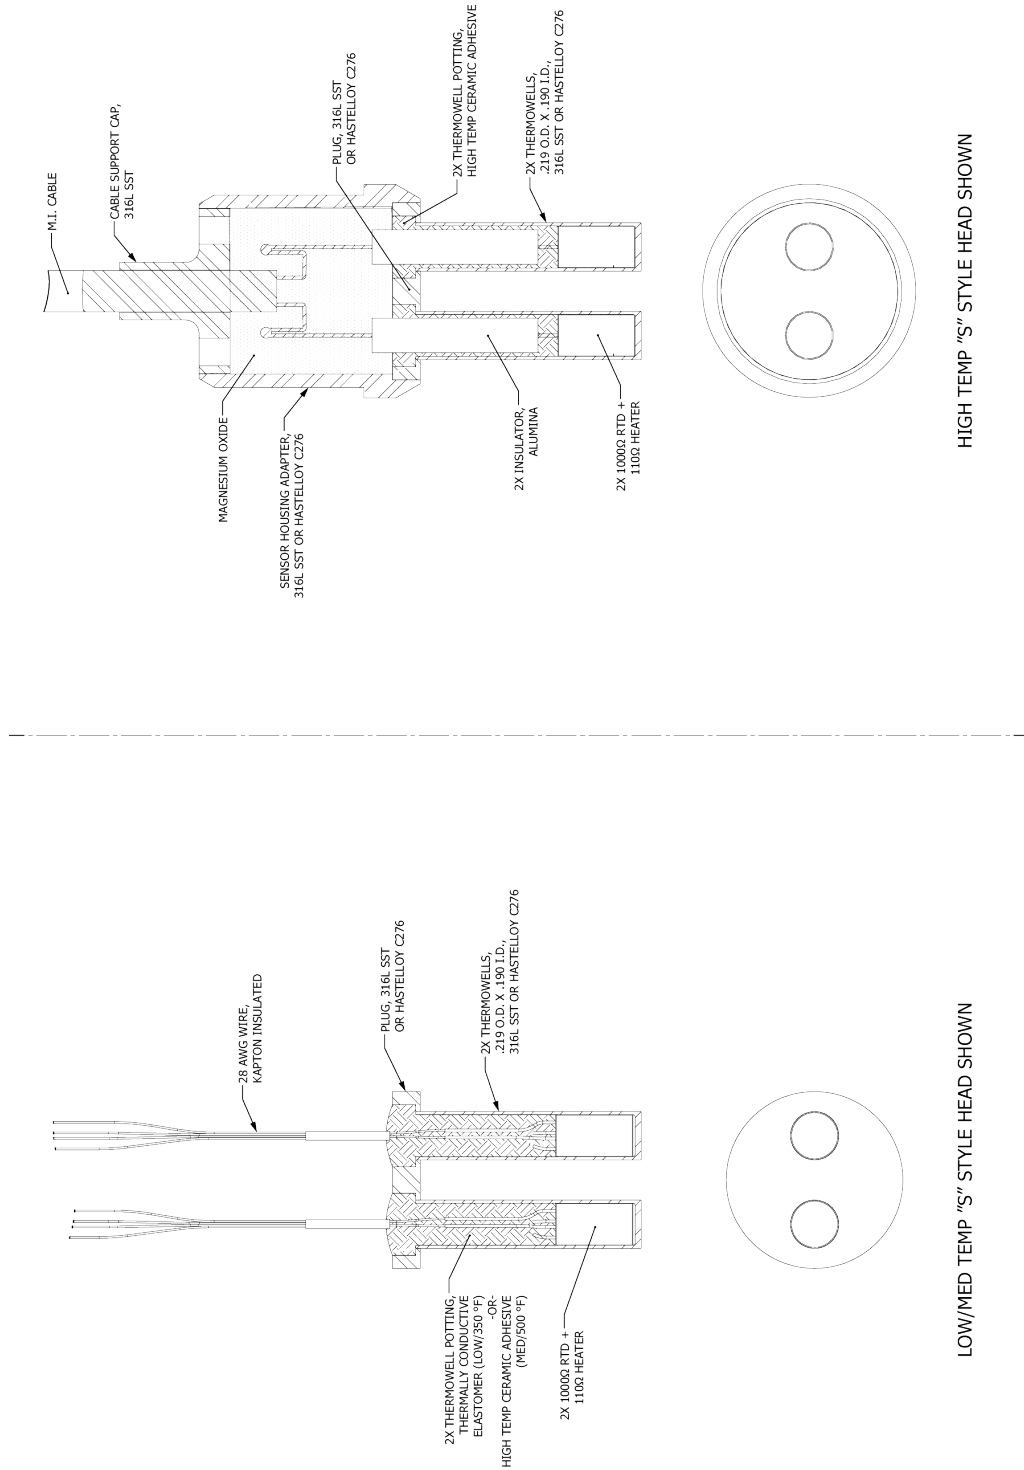 28 AWG WIRE,
KAPTON INSULATED
PLUG, 316L SST
OR HASTELLOY C276
2X THERMOWELLS,
.219 O.D. X .190 I.D.,
316L SST OR HASTELLOY C276
2X THERMOWELL POTTING,
THERMALLY CONDUCTIVE
ELASTOMER (LOW/350 °F)
-OR-
HIGH TEMP CERAMIC ADHESIVE
(MED/500 °F)
2X 1000Ω RTD +
110Ω HEATER
LOW/MED TEMP "S" STYLE HEAD SHOWN
M.I. CABLE
CABLE SUPPORT CAP,
316L SST
MAGNESIUM OXIDE
SENSOR HOUSING ADAPTER,
316L SST OR HASTELLOY C276
PLUG, 316L SST
OR HASTELLOY C276
2X THERMOWELL POTTING,
HIGH TEMP CERAMIC ADHESIVE
2X THERMOWELLS,
.219 O.D. X .190 I.D.,
316L SST OR HASTELLOY C276
2X INSULATOR,
ALUMINA
2X 1000Ω RTD +
110Ω HEATER
HIGH TEMP "S" STYLE HEAD SHOWN